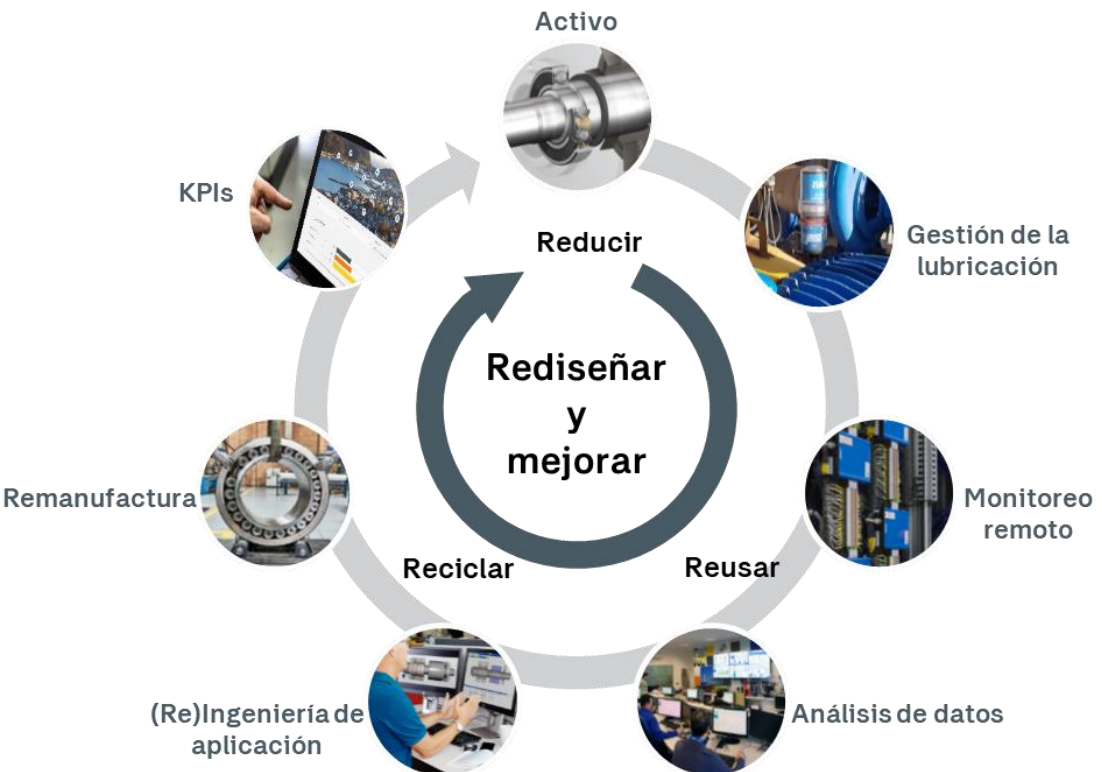 Activo
KPIs
Reducir
Gestión de la
lubricación
Rediseñar
y
mejorar
Remanufactura
Monitoreo
remoto
Reciclar
Reusar
(Re)Ingeniería de
aplicación
Análisis de datos